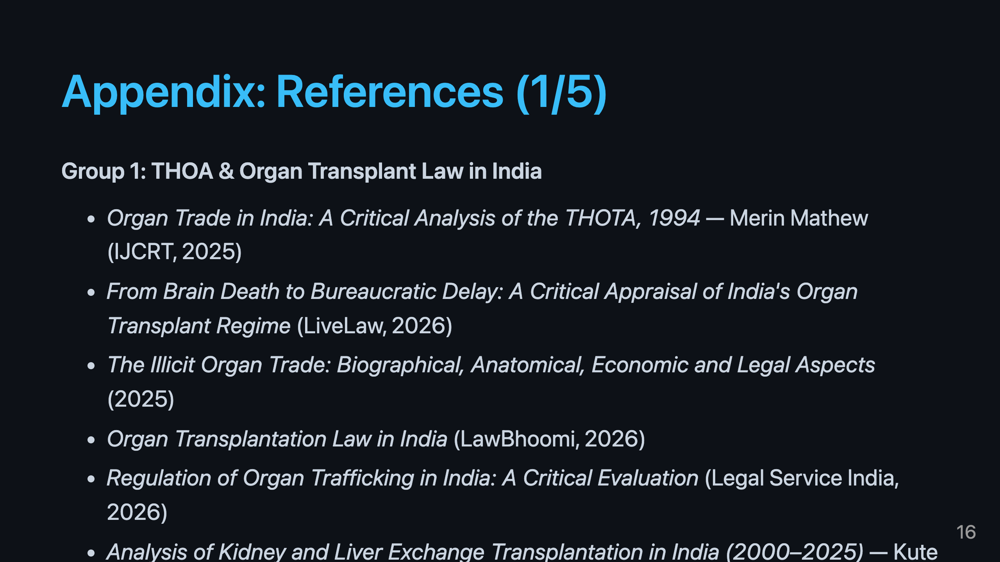 Appendix: References (1/5)
Group 1: THOA & Organ Transplant Law in India
• Organ Trade in India: A Critical Analysis of the THOTA, 1994 — Merin Mathew
(IJCRT, 2025)
• From Brain Death to Bureaucratic Delay: A Critical Appraisal of India's Organ
Transplant Regime (LiveLaw, 2026)
• The Illicit Organ Trade: Biographical, Anatomical, Economic and Legal Aspects
(2025)
• Organ Transplantation Law in India (LawBhoomi, 2026)
• Regulation of Organ Trafficking in India: A Critical Evaluation (Legal Service India,
2026)
• Analysis of Kidney and Liver Exchange Transplantation in India (2000–2025) — Kute
16